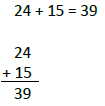 24 + 15 = 39
24
+ 15
39